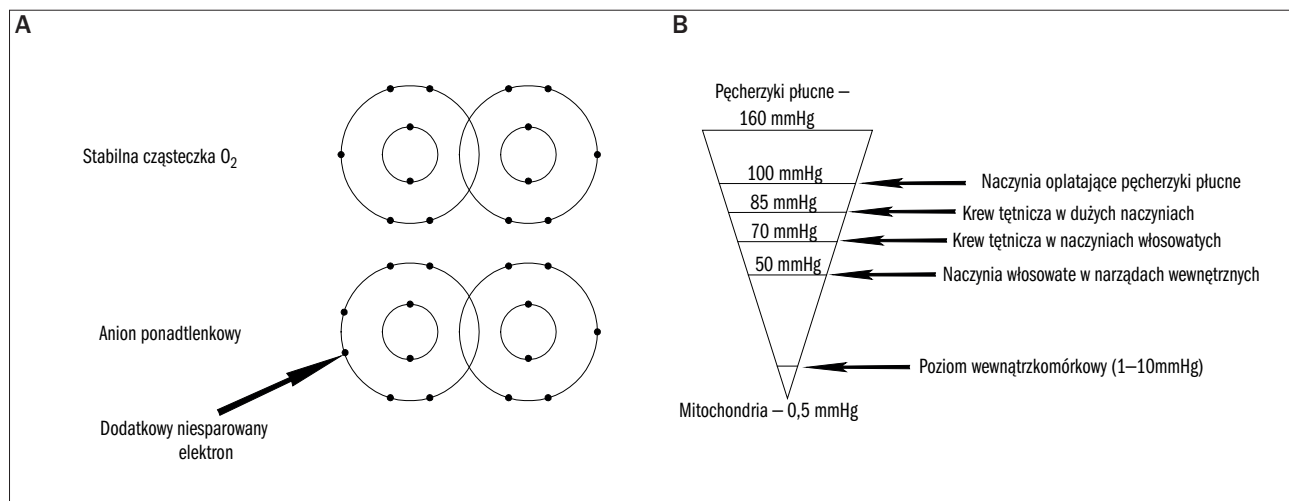 A
Stabilna cząsteczka O₂
Anion ponadtlenkowy
Dodatkowy niesparowany
elektron
B
Pęcherzyki płucne –
160 mmHg
100 mmHg
Naczynia oplatające pęcherzyki płucne
85 mmHg
Krew tętnicza w dużych naczyniach
70 mmHg
Krew tętnicza w naczyniach włosowatych
50 mmHg
Naczynia włosowate w narządach wewnętrznych
Poziom wewnątrzkomórkowy (1–10mmHg)
Mitochondria – 0,5 mmHg